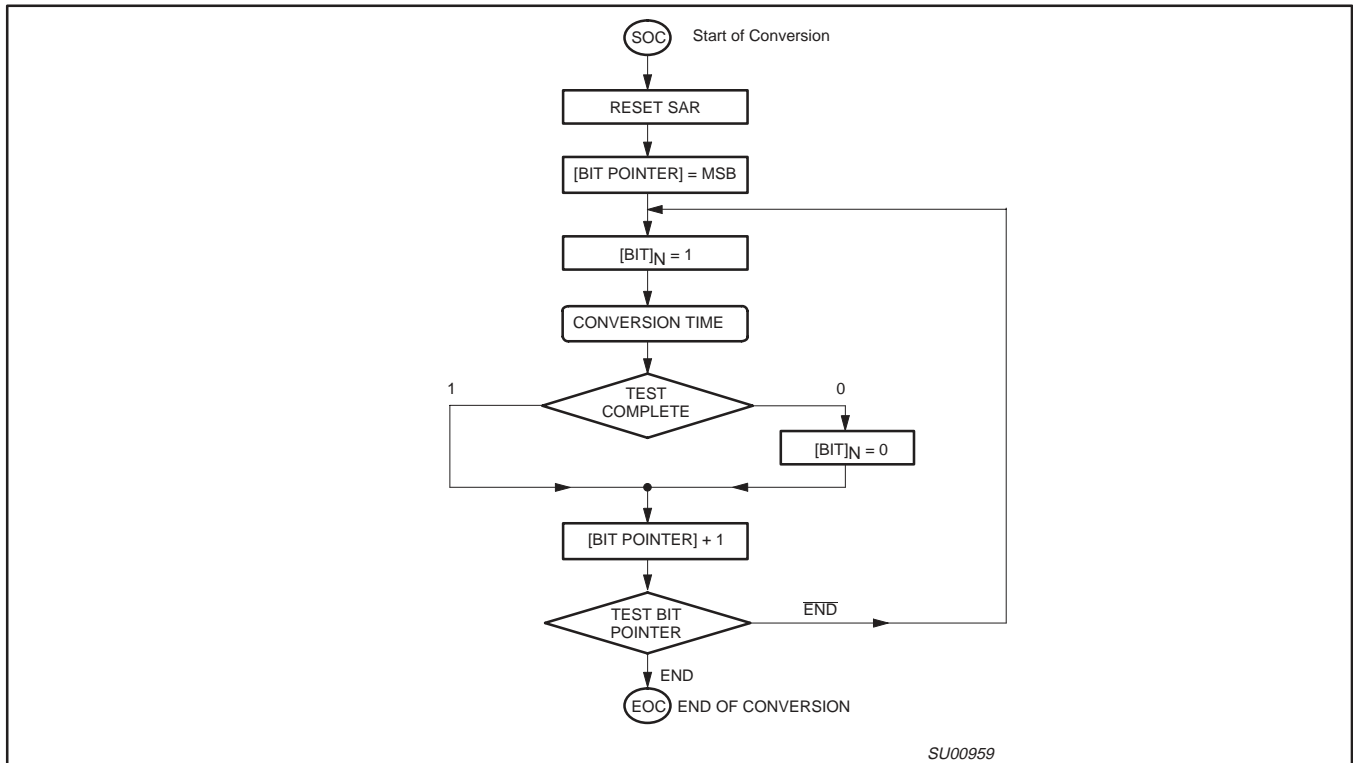 SOC Start of Conversion
RESET SAR
[BIT POINTER] = MSB
[BIT]N = 1
CONVERSION TIME
1
TEST
COMPLETE
0
[BIT]N = 0
[BIT POINTER] + 1
TEST BIT
POINTER
END
END
EOC END OF CONVERSION
SU00959